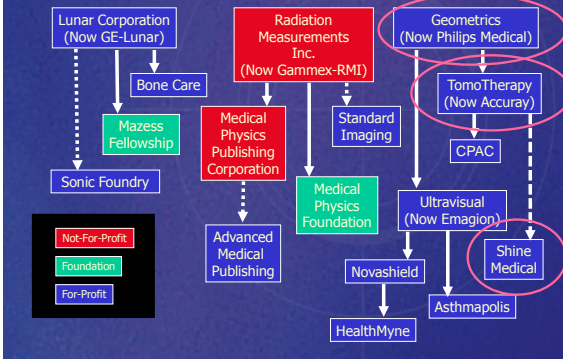 Lunar Corporation
(Now GE-Lunar)
Radiation
Measurements
Inc.
(Now Gammex-RMI)
Geometrics
(Now Philips Medical)
Bone Care
TomoTherapy
(Now Accuray)
Mazess
Fellowship
Medical
Physics
Publishing
Corporation
Standard
Imaging
CPAC
Sonic Foundry
Medical
Physics
Foundation
Ultravisual
(Now Emagion)
Not-For-Profit
Foundation
For-Profit
Advanced
Medical
Publishing
Novashield
Shine
Medical
Asthmapolis
HealthMyne